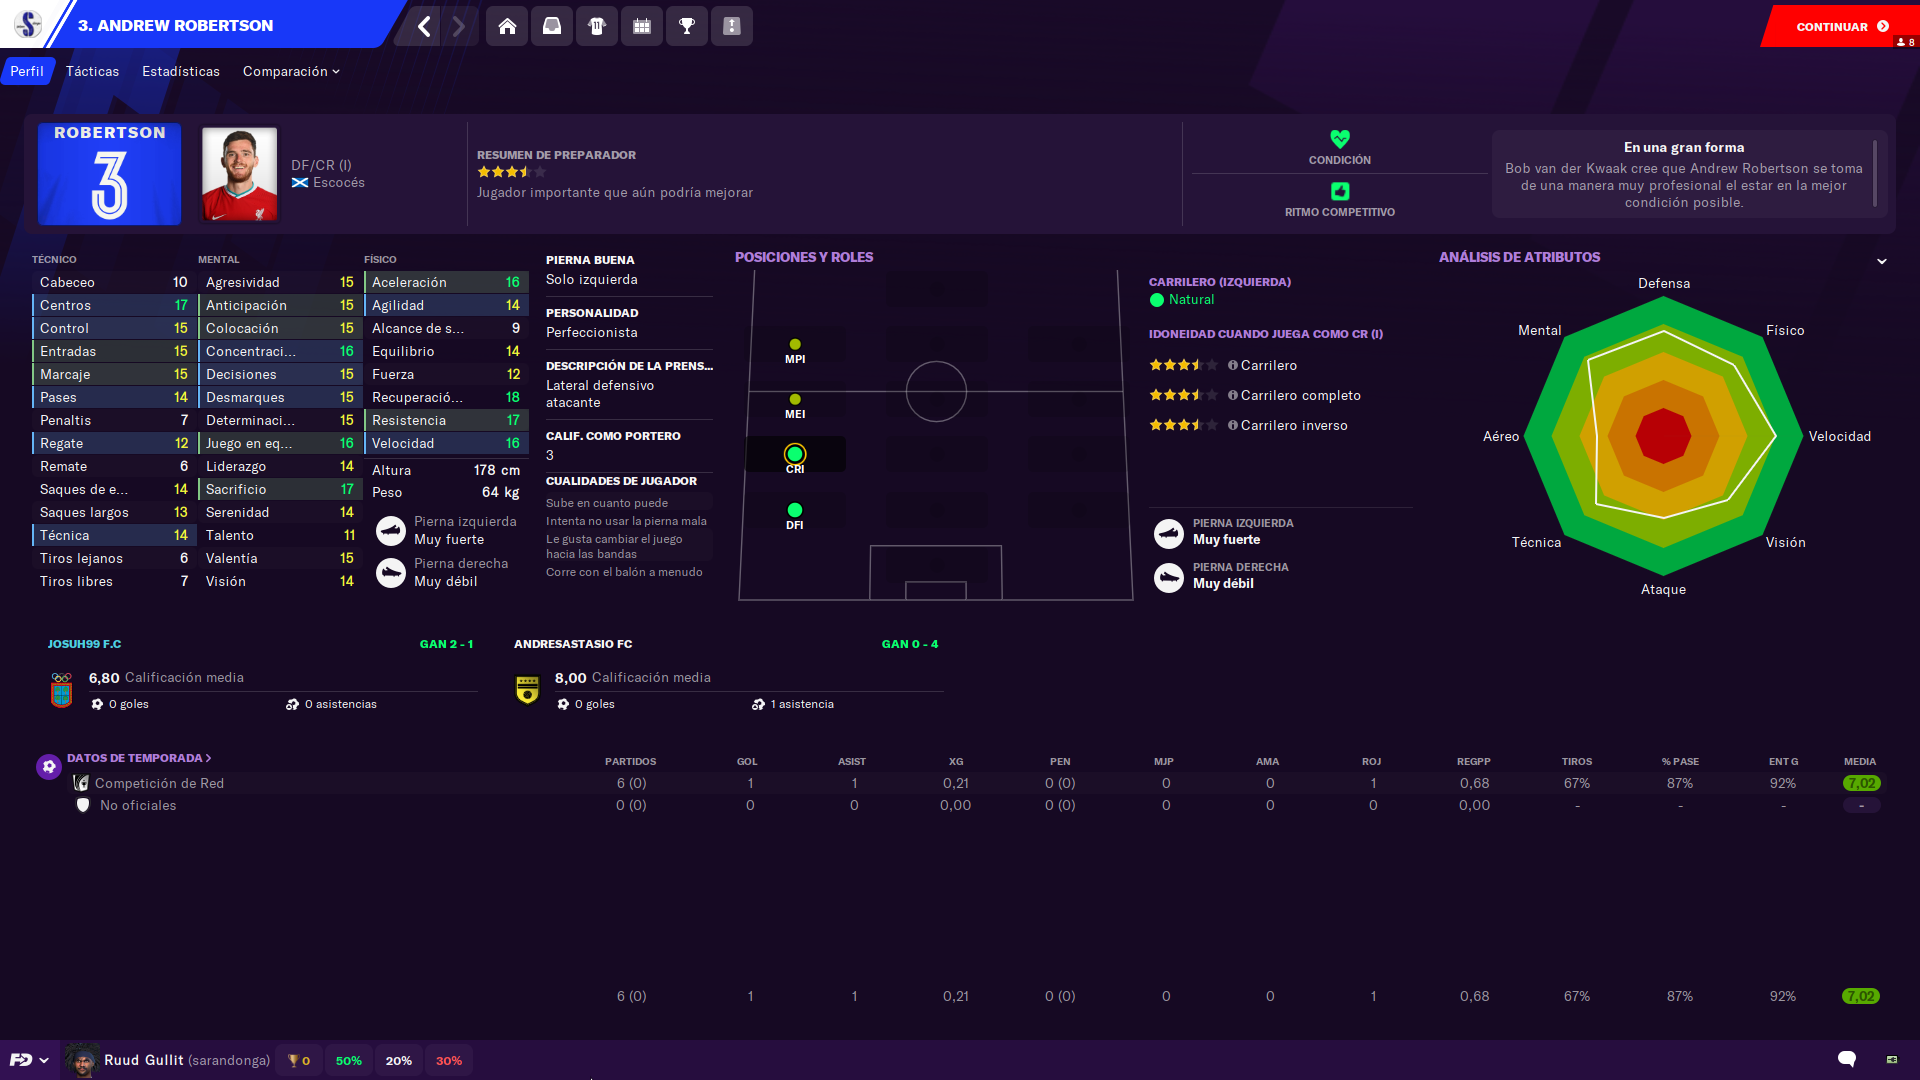 3. ANDREW ROBERTSON
11
CONTINUAR
8
Perfil
Tácticas
Estadísticas
Comparación
ROBERTSON
3
DF/CR (I)
Escocés
RESUMEN DE PREPARADOR
Jugador importante que aún podría mejorar
CONDICIÓN
RITMO COMPETITIVO
En una gran forma
Bob van der Kwaak cree que Andrew Robertson se toma
de una manera muy profesional el estar en la mejor
condición posible.
TÉCNICO
Cabeceo 10
Centros 17
Control 15
Entradas 15
Marcaje 15
Pases 14
Penaltis 7
Regate 12
Remate 6
Saques de e... 14
Saques largos 13
Técnica 14
Tiros lejanos 6
Tiros libres 7
MENTAL
Agresividad 15
Anticipación 15
Colocación 15
Concentraci... 16
Decisiones 15
Desmarques 15
Determinaci... 15
Juego en eq... 16
Liderazgo 14
Sacrificio 17
Serenidad 14
Talento 11
Valentía 15
Visión 14
FÍSICO
Aceleración 16
Agilidad 14
Alcance de s... 9
Equilibrio 14
Fuerza 12
Recuperació... 18
Resistencia 17
Velocidad 16
Altura 178 cm
Peso 64 kg
Pierna izquierda
Muy fuerte
Pierna derecha
Muy débil
PIERNA BUENA
Solo izquierda
PERSONALIDAD
Perfeccionista
DESCRIPCIÓN DE LA PRENS...
Lateral defensivo
atacante
CALIF. COMO PORTERO
3
CUALIDADES DE JUGADOR
Sube en cuanto puede
Intenta no usar la pierna mala
Le gusta cambiar el juego
hacia las bandas
Corre con el balón a menudo
POSICIONES Y ROLES
MPI
MEI
CRI
DFI
CARRILERO (IZQUIERDA)
Natural
IDONEIDAD CUANDO JUEGA COMO CR (I)
Carrilero
Carrilero completo
Carrilero inverso
PIERNA IZQUIERDA
Muy fuerte
PIERNA DERECHA
Muy débil
ANÁLISIS DE ATRIBUTOS
Defensa
Mental
Físico
Aéreo
Velocidad
Técnica
Visión
Ataque
JOSUH99 F.C GAN 2 - 1
6,80 Calificación media
0 goles 0 asistencias
ANDRESASTASIO FC GAN 0 - 4
8,00 Calificación media
0 goles 1 asistencia
DATOS DE TEMPORADA PARTIDOS GOL ASIST XG PEN MJP AMA ROJ REGPP TIROS % PASE ENT G MEDIA
Competición de Red 6 (0) 1 1 0,21 0 (0) 0 0 1 0,68 67% 87% 92% 7,02
No oficiales 0 (0) 0 0 0,00 0 (0) 0 0 0 0,00 - - - -
6 (0) 1 1 0,21 0 (0) 0 0 1 0,68 67% 87% 92% 7,02
FD Ruud Gullit (sarandonga) 0 50% 20% 30%